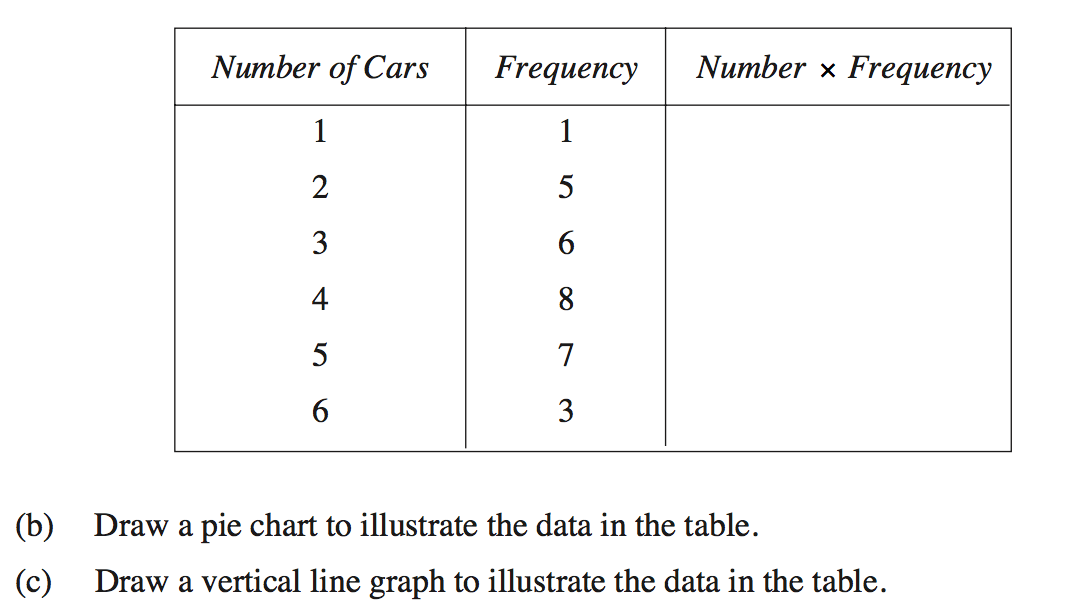 Number of Cars Frequency Number × Frequency
1 1
2 5
3 6
4 8
5 7
6 3
(b) Draw a pie chart to illustrate the data in the table.
(c) Draw a vertical line graph to illustrate the data in the table.